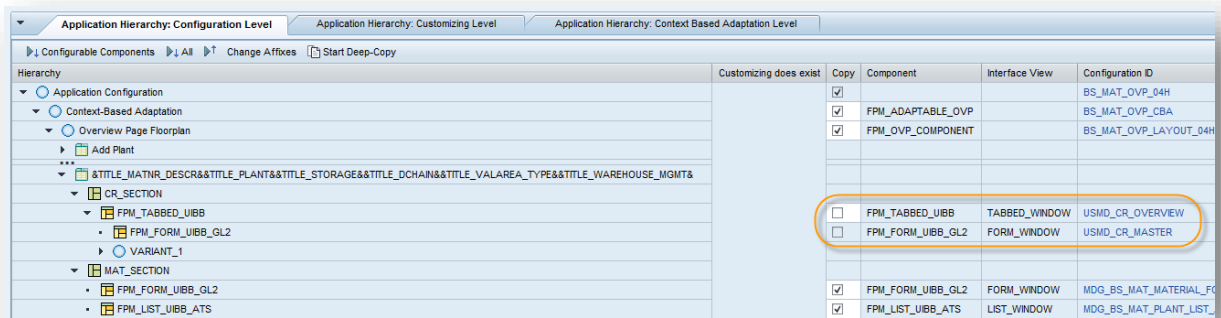 Application Hierarchy: Configuration Level Application Hierarchy: Customizing Level Application Hierarchy: Context Based Adaptation Level
Configurable Components All Change Affixes Start Deep-Copy
Hierarchy Customizing does exist Copy Component Interface View Configuration ID
Application Configuration BS_MAT_OVP_04H
Context-Based Adaptation FPM_ADAPTABLE_OVP BS_MAT_OVP_CBA
Overview Page Floorplan FPM_OVP_COMPONENT BS_MAT_OVP_LAYOUT_04H
Add Plant
&TITLE_MATNR_DESCR&&TITLE_PLANT&&TITLE_STORAGE&&TITLE_DCHAIN&&TITLE_VALAREA_TYPE&&TITLE_WAREHOUSE_MGMT&
CR_SECTION
FPM_TABBED_UIBB FPM_TABBED_UIBB TABBED_WINDOW USMD_CR_OVERVIEW
FPM_FORM_UIBB_GL2 FPM_FORM_UIBB_GL2 FORM_WINDOW USMD_CR_MASTER
VARIANT_1
MAT_SECTION
FPM_FORM_UIBB_GL2 FPM_FORM_UIBB_GL2 FORM_WINDOW MDG_BS_MAT_MATERIAL_FO
FPM_LIST_UIBB_ATS FPM_LIST_UIBB_ATS LIST_WINDOW MDG_BS_MAT_PLANT_LIST_